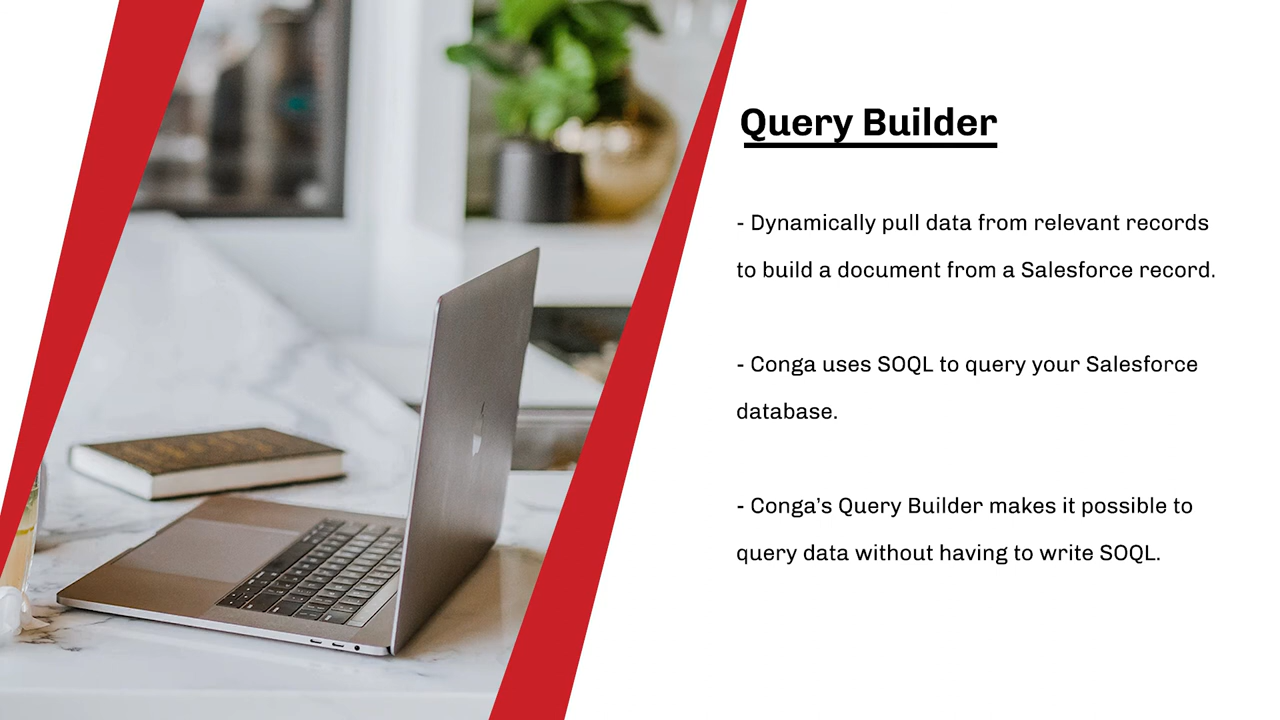 Query Builder
- Dynamically pull data from relevant records
to build a document from a Salesforce record.
- Conga uses SOQL to query your Salesforce
database.
- Conga’s Query Builder makes it possible to
query data without having to write SOQL.